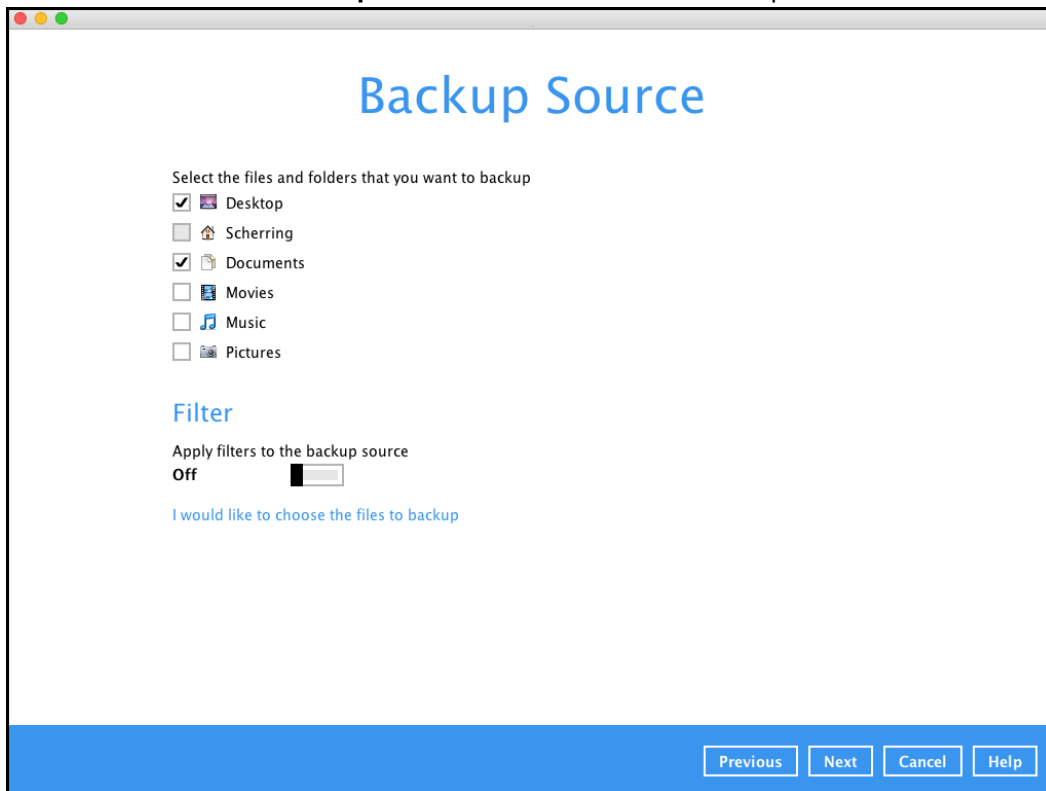 Backup Source
Select the files and folders that you want to backup
Desktop
Scherring
Documents
Movies
Music
Pictures
Filter
Apply filters to the backup source
Off
I would like to choose the files to backup
Previous Next Cancel Help